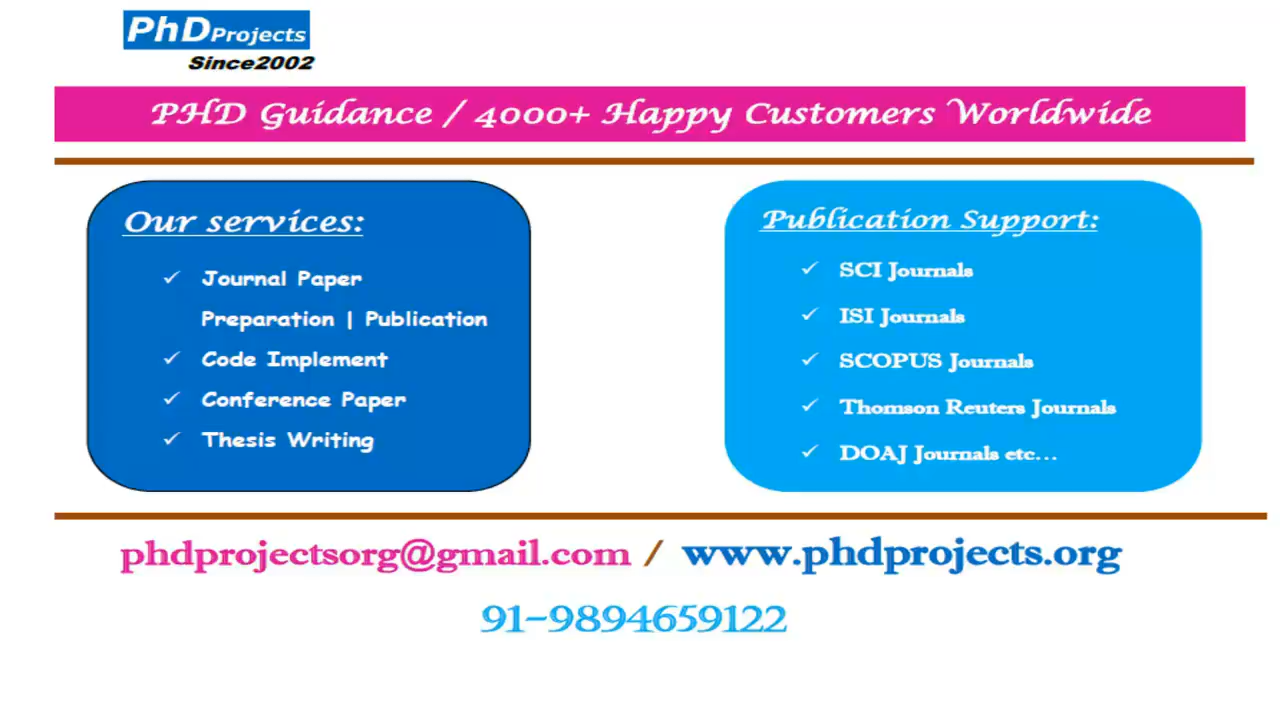 PhDProjects
Since2002
PHD Guidance / 4000+ Happy Customers Worldwide
Our services:
✓ Journal Paper
Preparation | Publication
✓ Code Implement
✓ Conference Paper
✓ Thesis Writing
Publication Support:
✓ SCI Journals
✓ ISI Journals
✓ SCOPUS Journals
✓ Thomson Reuters Journals
✓ DOAJ Journals etc...
phdprojectsorg@gmail.com / www.phdprojects.org
91-9894659122